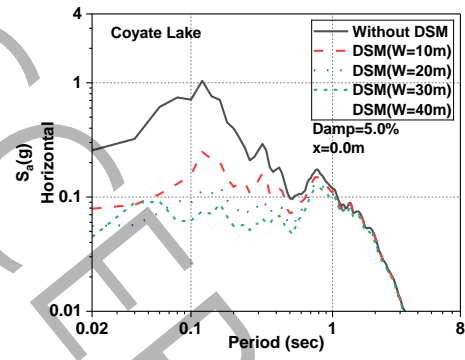 4
Coyate Lake
Without DSM
DSM(W=10m)
DSM(W=20m)
DSM(W=30m)
DSM(W=40m)
Damp=5.0%
x=0.0m
1
0.1
0.01
Sa(g)
Horizontal
0.02 0.1 1 8
Period (sec)